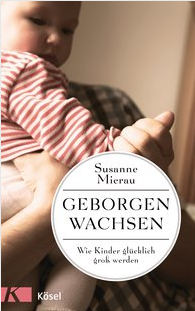 Susanne
Mierau
GEBORGEN
WACHSEN
Wie Kinder glücklich
groß werden
K Kösel